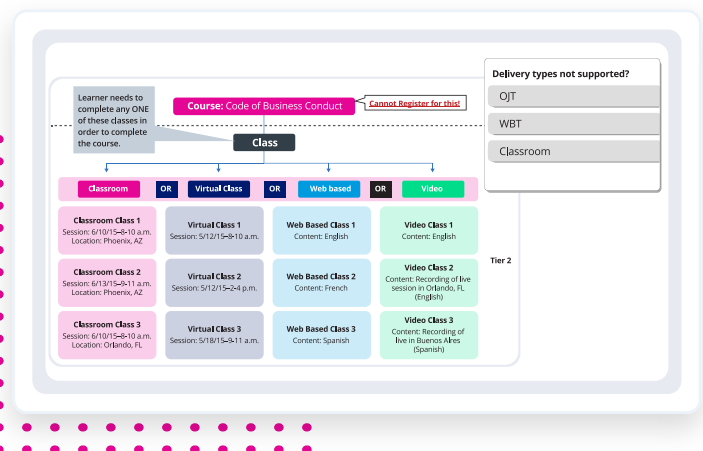 Delivery types not supported?
OJT
WBT
Classroom
Learner needs to
complete any ONE
of these classes in
order to complete
the course.
Course: Code of Business Conduct
Cannot Register for this!
Class
Classroom OR Virtual Class OR Web based OR Video
Classroom Class 1
Session: 6/10/15–8-10 a.m.
Location: Phoenix, AZ
Virtual Class 1
Session: 5/12/15–8-10 a.m.
Web Based Class 1
Content: English
Video Class 1
Content: English
Tier 2
Classroom Class 2
Session: 6/13/15–9-11 a.m.
Location: Phoenix, AZ
Virtual Class 2
Session: 5/12/15–2-4 p.m.
Web Based Class 2
Content: French
Video Class 2
Content: Recording of live
session in Orlando, FL
(English)
Classroom Class 3
Session: 6/10/15–8-10 a.m.
Location: Orlando, FL
Virtual Class 3
Session: 5/18/15–9-11 a.m.
Web Based Class 3
Content: Spanish
Video Class 3
Content: Recording of
live in Buenos AIres
(Spanish)